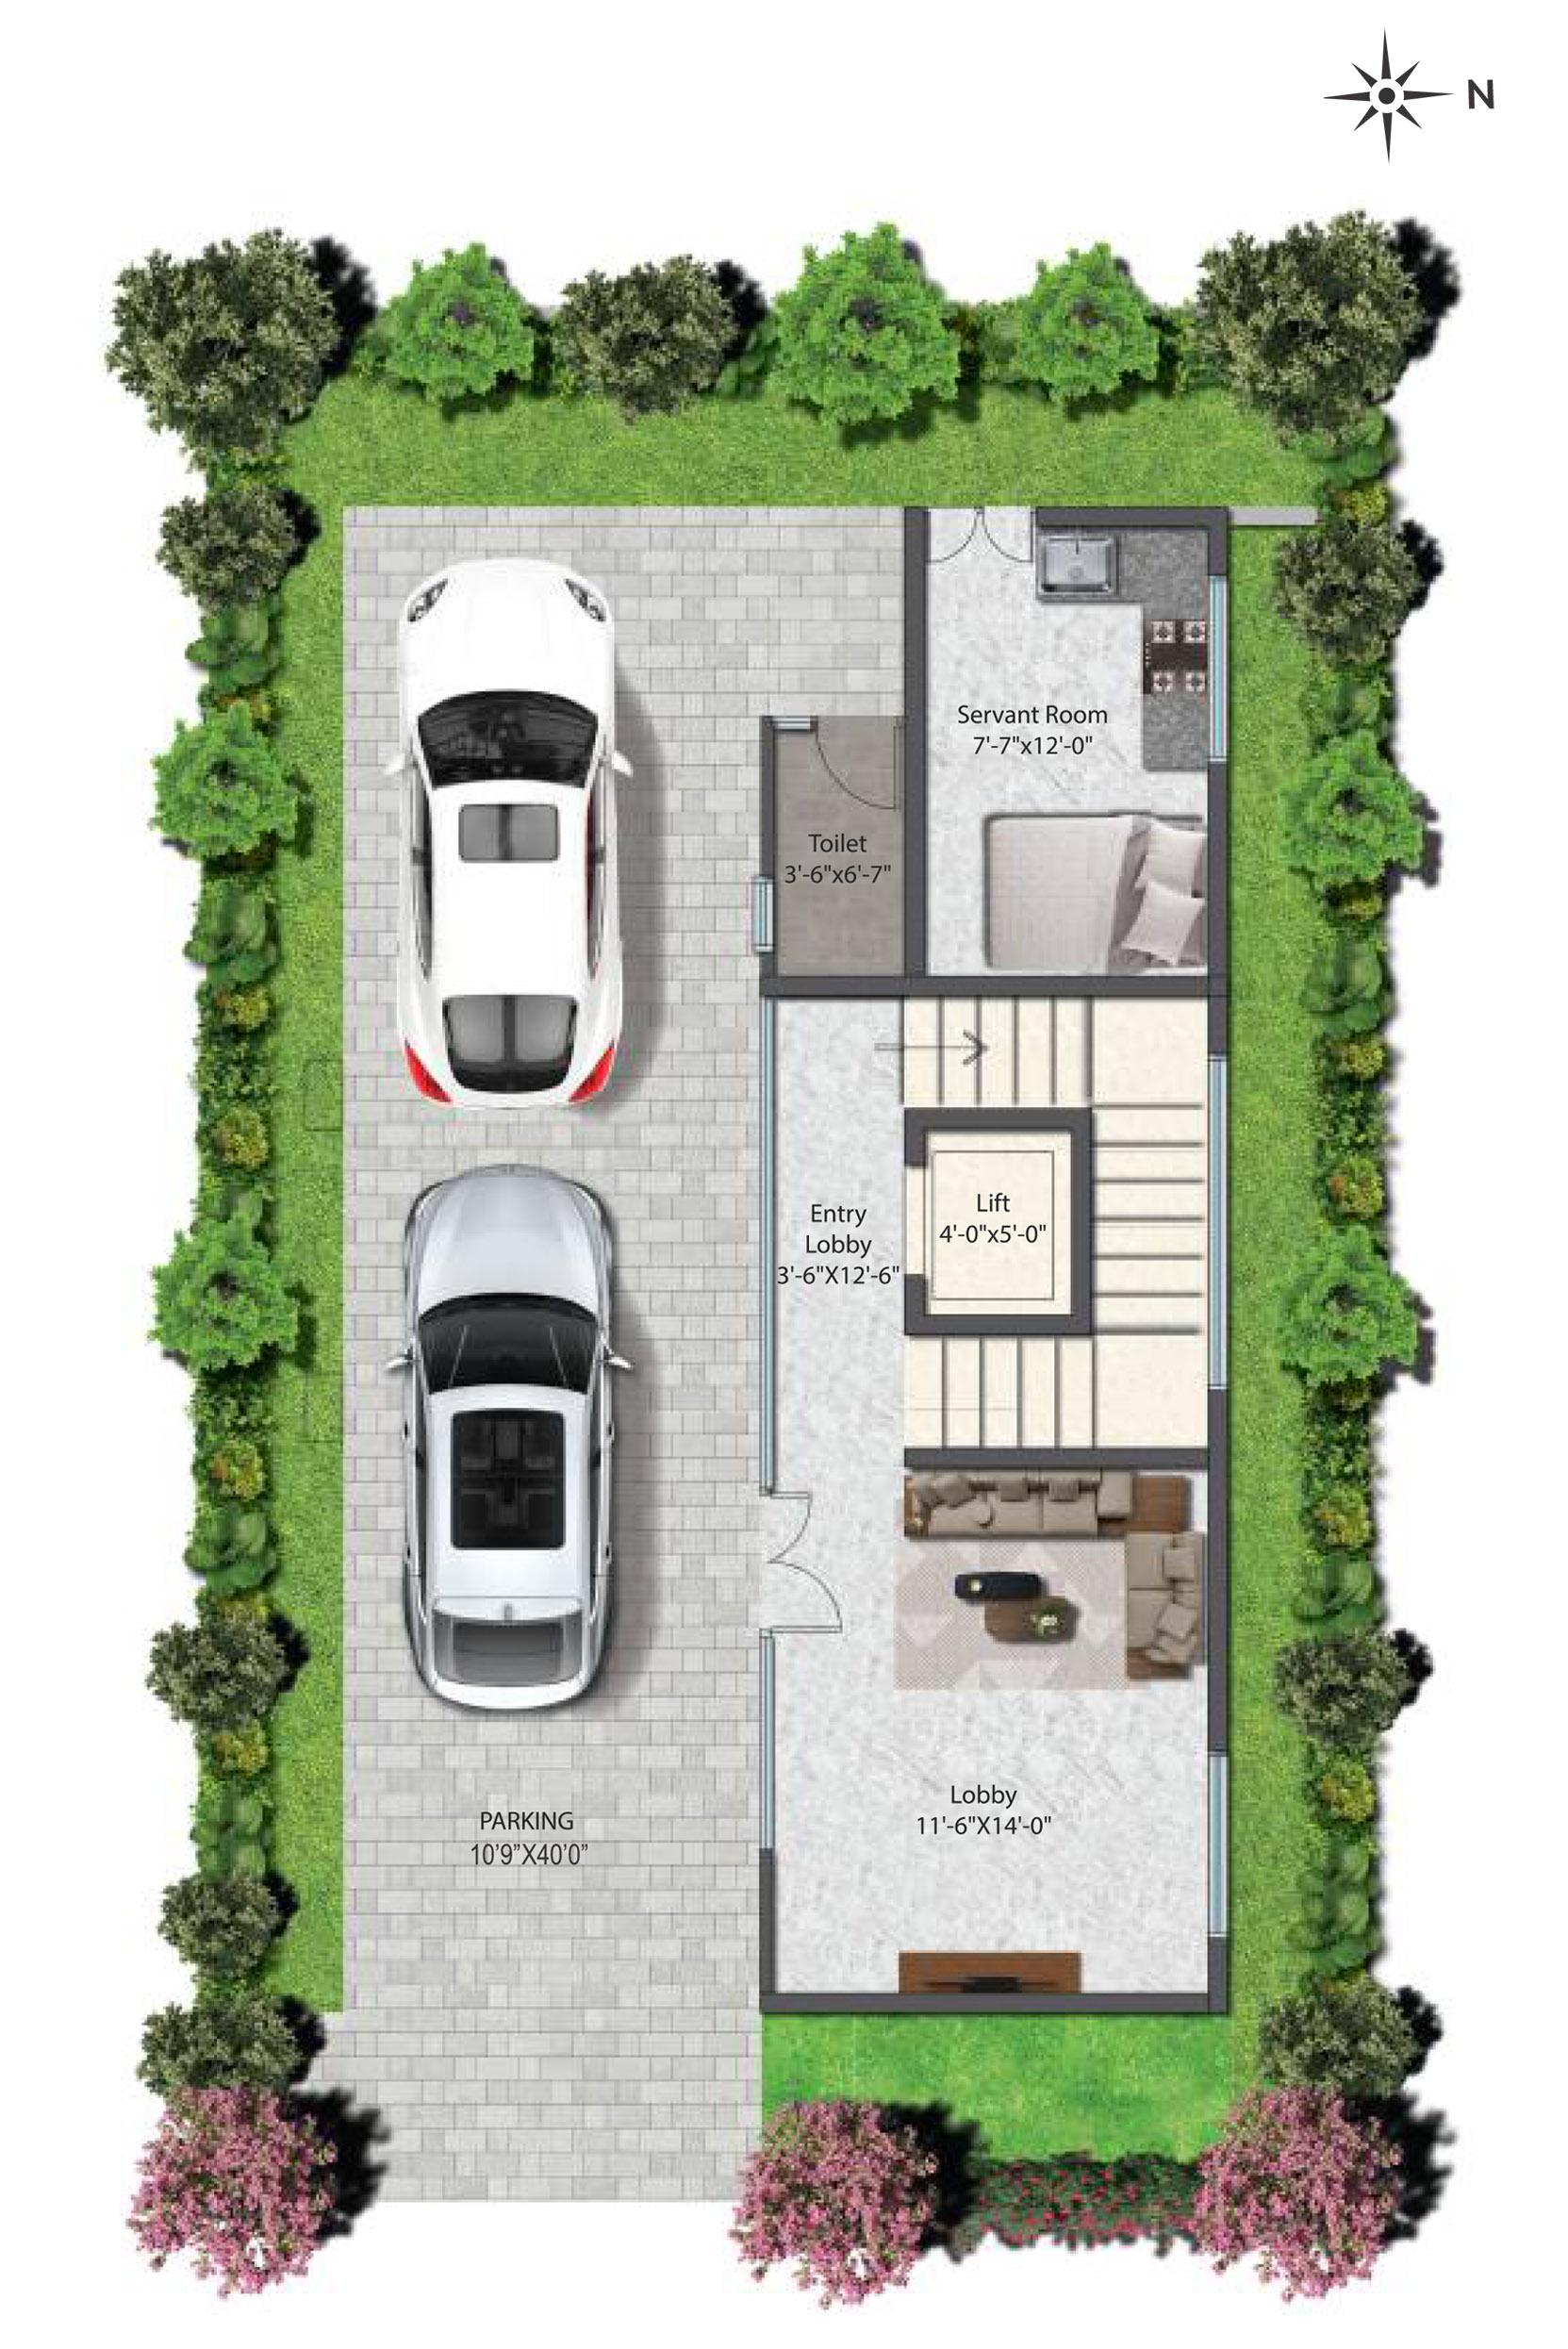 N
Servant Room
7'-7"x12'-0"
Toilet
3'-6"x6'-7"
Entry
Lobby
3'-6"X12'-6"
Lift
4'-0"x5'-0"
Lobby
11'-6"X14'-0"
PARKING
10'9"X40'0"